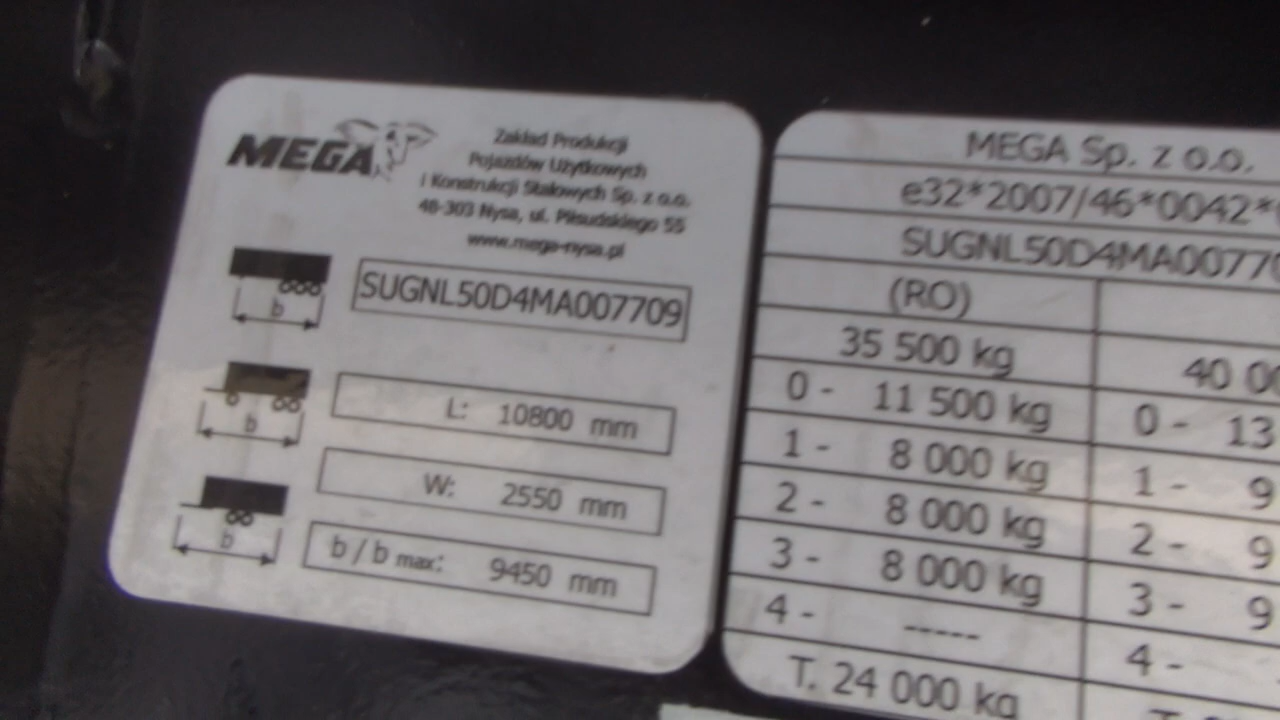 MEGA
Zakład Produkcji
Pojazdów Użytkowych
i Konstrukcji Stalowych Sp. z o.o.
48-303 Nysa, ul. Piłsudskiego 55
www.mega-nysa.pl
b
SUGNL50D4MA007709
b
L: 10800 mm
W: 2550 mm
b
b / b max: 9450 mm
MEGA Sp. z o.o.
e32*2007/46*0042*
SUGNL50D4MA00770
(RO)
35 500 kg 40 00
0 - 11 500 kg 0 - 13
1 - 8 000 kg 1 - 9
2 - 8 000 kg 2 - 9
3 - 8 000 kg 3 - 9
4 - ----- 4 -
T. 24 000 kg T.